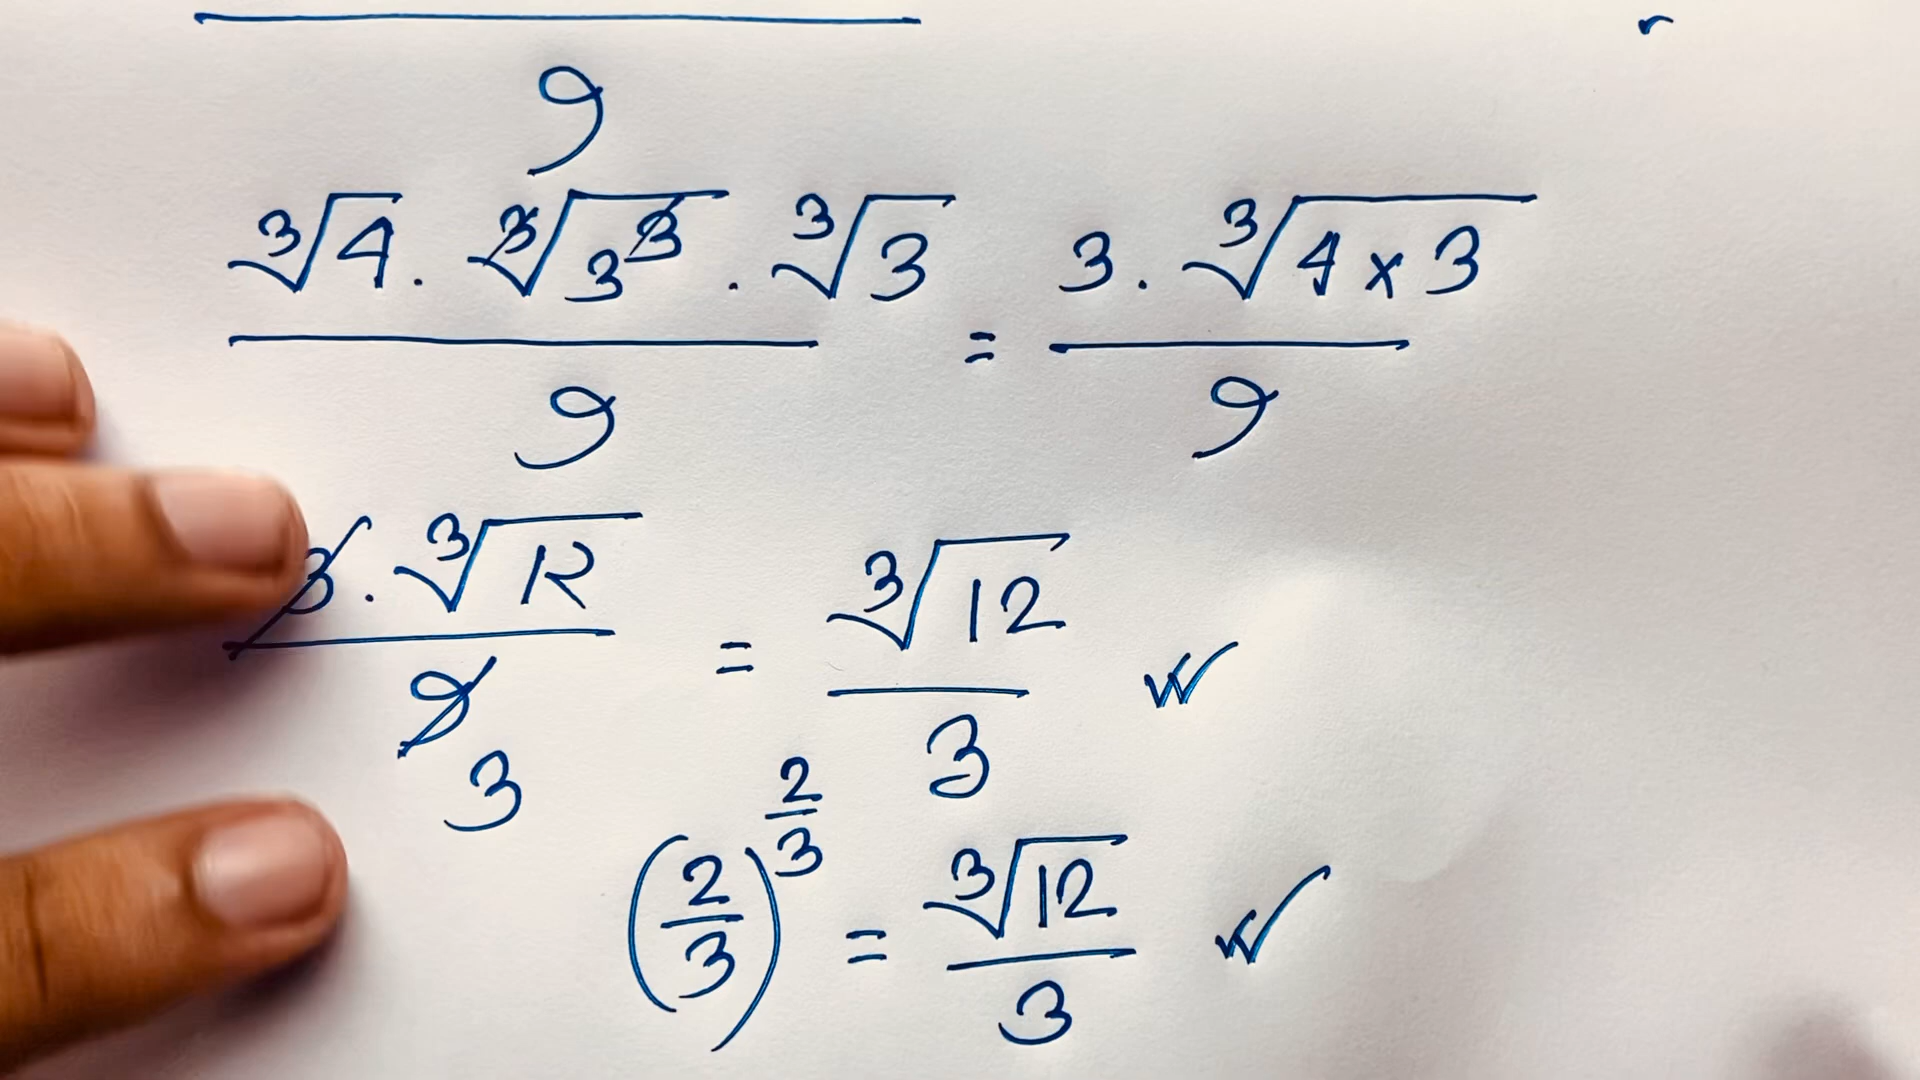 9
∛4 . ∛3³ . ∛3 / 9 = 3 . ∛4×3 / 9
3 . ∛12 / 9 3 = ∛12 / 3
(2/3)^2/3 = ∛12 / 3